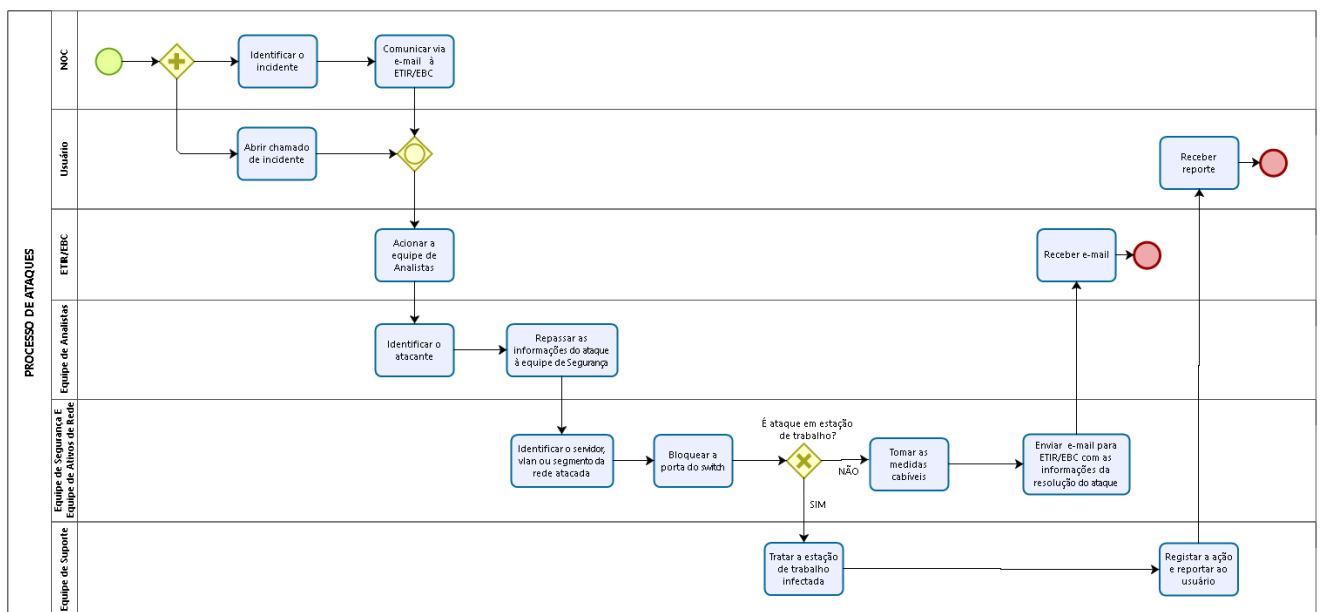 PROCESSO DE ATAQUES
NOC
Identificar o
incidente
Comunicar via
e-mail à
ETIR/EBC
Usuário
Abrir chamado
de incidente
Receber
reporte
ETIR/EBC
Acionar a
equipe de
Analistas
Receber e-mail
Equipe de Analistas
Identificar o
atacante
Repassar as
informações do ataque
à equipe de Segurança
Equipe de Segurança E
Equipe de Ativos de Rede
Identificar o servidor,
vlan ou segmento da
rede atacada
Bloquear a
porta do switch
É ataque em estação
de trabalho?
NÃO
SIM
Tomar as
medidas
cabíveis
Enviar e-mail para
ETIR/EBC com as
informações da
resolução do ataque
Equipe de Suporte
Tratar a estação
de trabalho
infectada
Registar a ação
e reportar ao
usuário